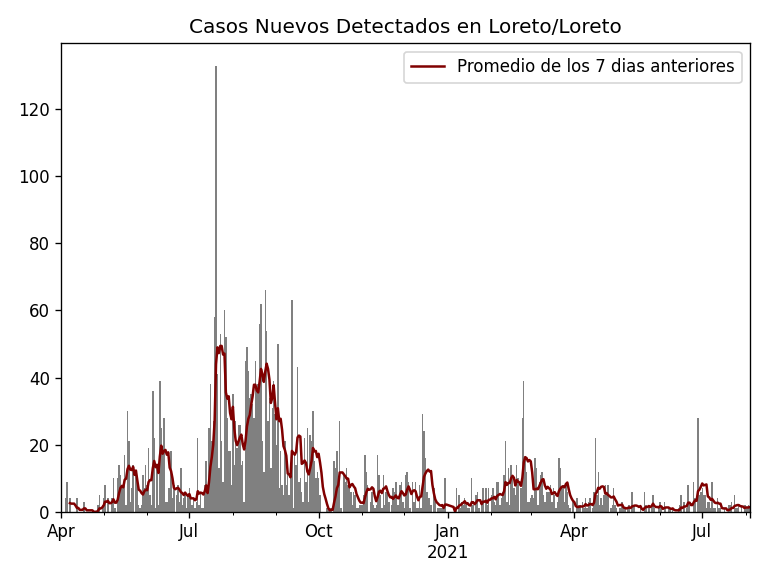 Casos Nuevos Detectados en Loreto/Loreto
Promedio de los 7 dias anteriores
120
100
80
60
40
20
0
Apr Jul Oct Jan Apr Jul
2021